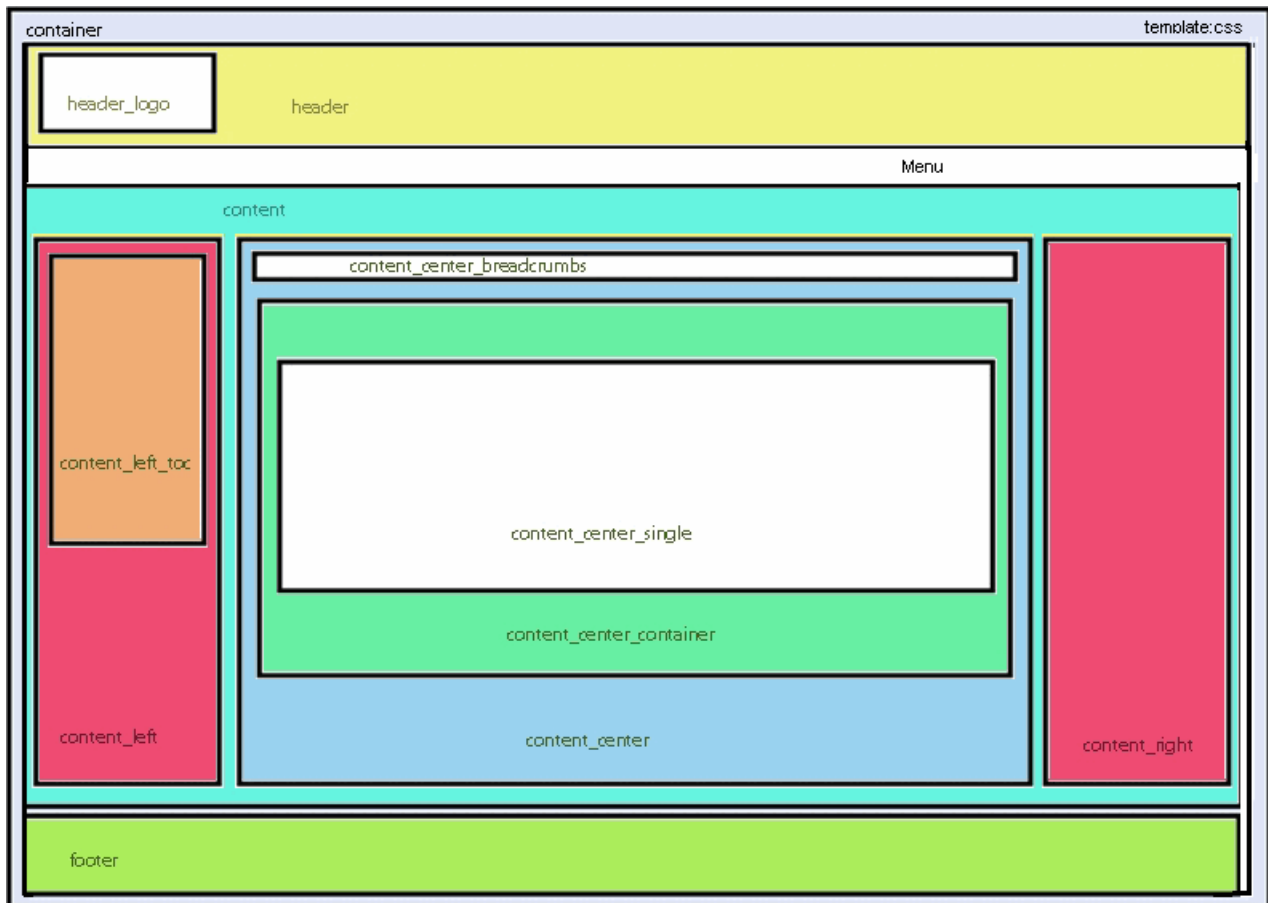 container
template:css
header_logo
header
Menu
content
content_center_breadcrumbs
content_left_toc
content_center_single
content_center_container
content_left
content_center
content_right
footer